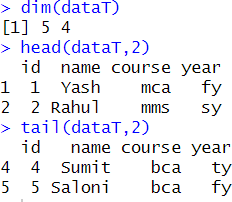 > dim(dataT)
[1] 5 4
> head(dataT,2)
  id  name course year
1  1  Yash    mca   fy
2  2 Rahul    mms   sy
> tail(dataT,2)
  id   name course year
4  4  Sumit    bca   ty
5  5 Saloni    bca   fy